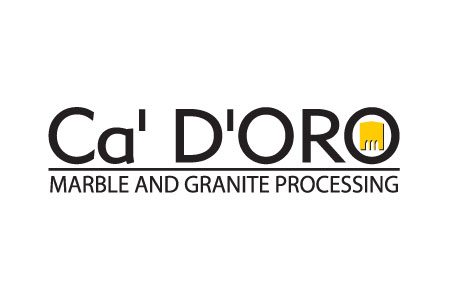 Ca' D'ORO
MARBLE AND GRANITE PROCESSING